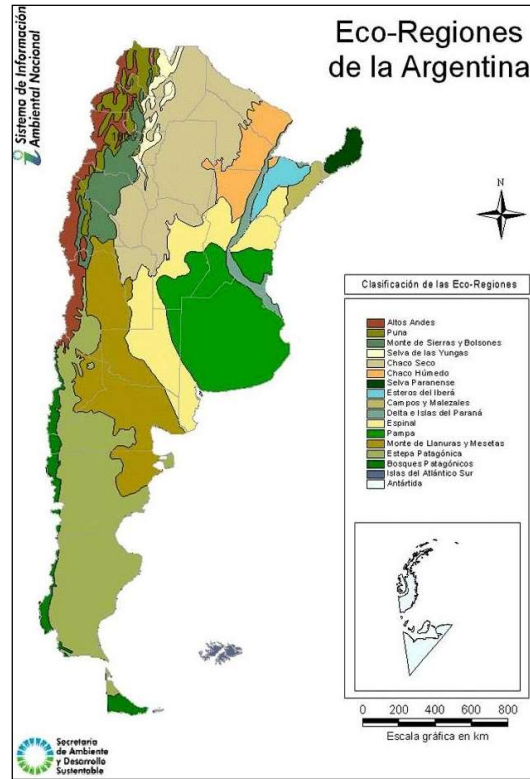 Sistema de Información
Ambiental Nacional
Eco-Regiones
de la Argentina
N
Clasificación de las Eco-Regiones
Altos Andes
Puna
Monte de Sierras y Bolsones
Selva de las Yungas
Chaco Seco
Chaco Húmedo
Selva Paranense
Esteros del Iberá
Campos y Malezales
Delta e Islas del Paraná
Espinal
Pampa
Monte de Llanuras y Mesetas
Estepa Patagónica
Bosques Patagónicos
Islas del Atlántico Sur
Antártida
0 200 400 600 800
Escala gráfica en km
Secretaría
de Ambiente
y Desarrollo
Sustentable